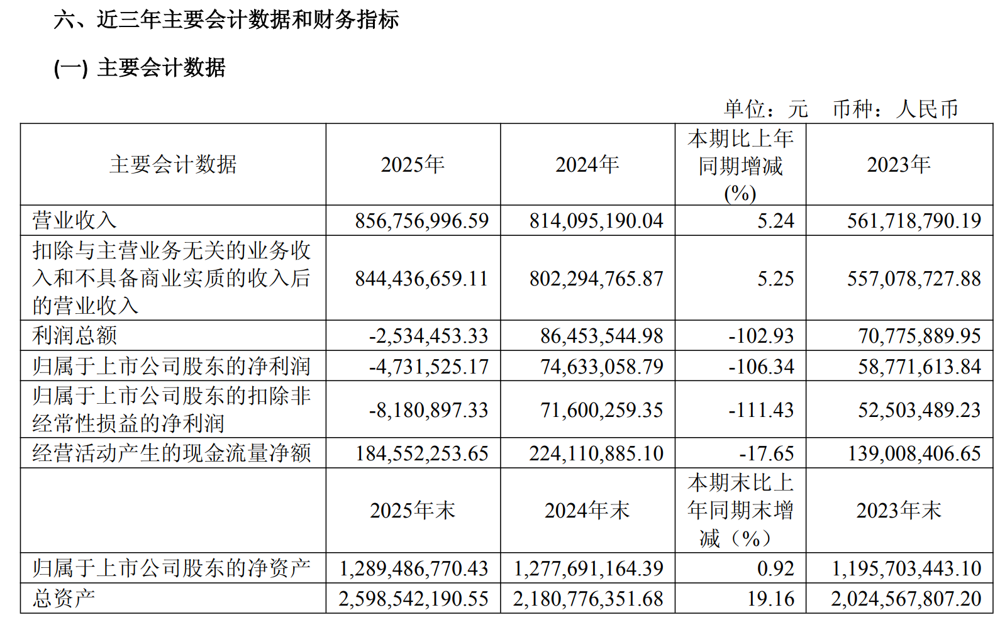 六、近三年主要会计数据和财务指标
(一) 主要会计数据
单位：元 币种：人民币
主要会计数据 2025年 2024年 本期比上年同期增减(%) 2023年
营业收入 856,756,996.59 814,095,190.04 5.24 561,718,790.19
扣除与主营业务无关的业务收入和不具备商业实质的收入后的营业收入 844,436,659.11 802,294,765.87 5.25 557,078,727.88
利润总额 -2,534,453.33 86,453,544.98 -102.93 70,775,889.95
归属于上市公司股东的净利润 -4,731,525.17 74,633,058.79 -106.34 58,771,613.84
归属于上市公司股东的扣除非经常性损益的净利润 -8,180,897.33 71,600,259.35 -111.43 52,503,489.23
经营活动产生的现金流量净额 184,552,253.65 224,110,885.10 -17.65 139,008,406.65
2025年末 2024年末 本期末比上年同期末增减（%） 2023年末
归属于上市公司股东的净资产 1,289,486,770.43 1,277,691,164.39 0.92 1,195,703,443.10
总资产 2,598,542,190.55 2,180,776,351.68 19.16 2,024,567,807.20